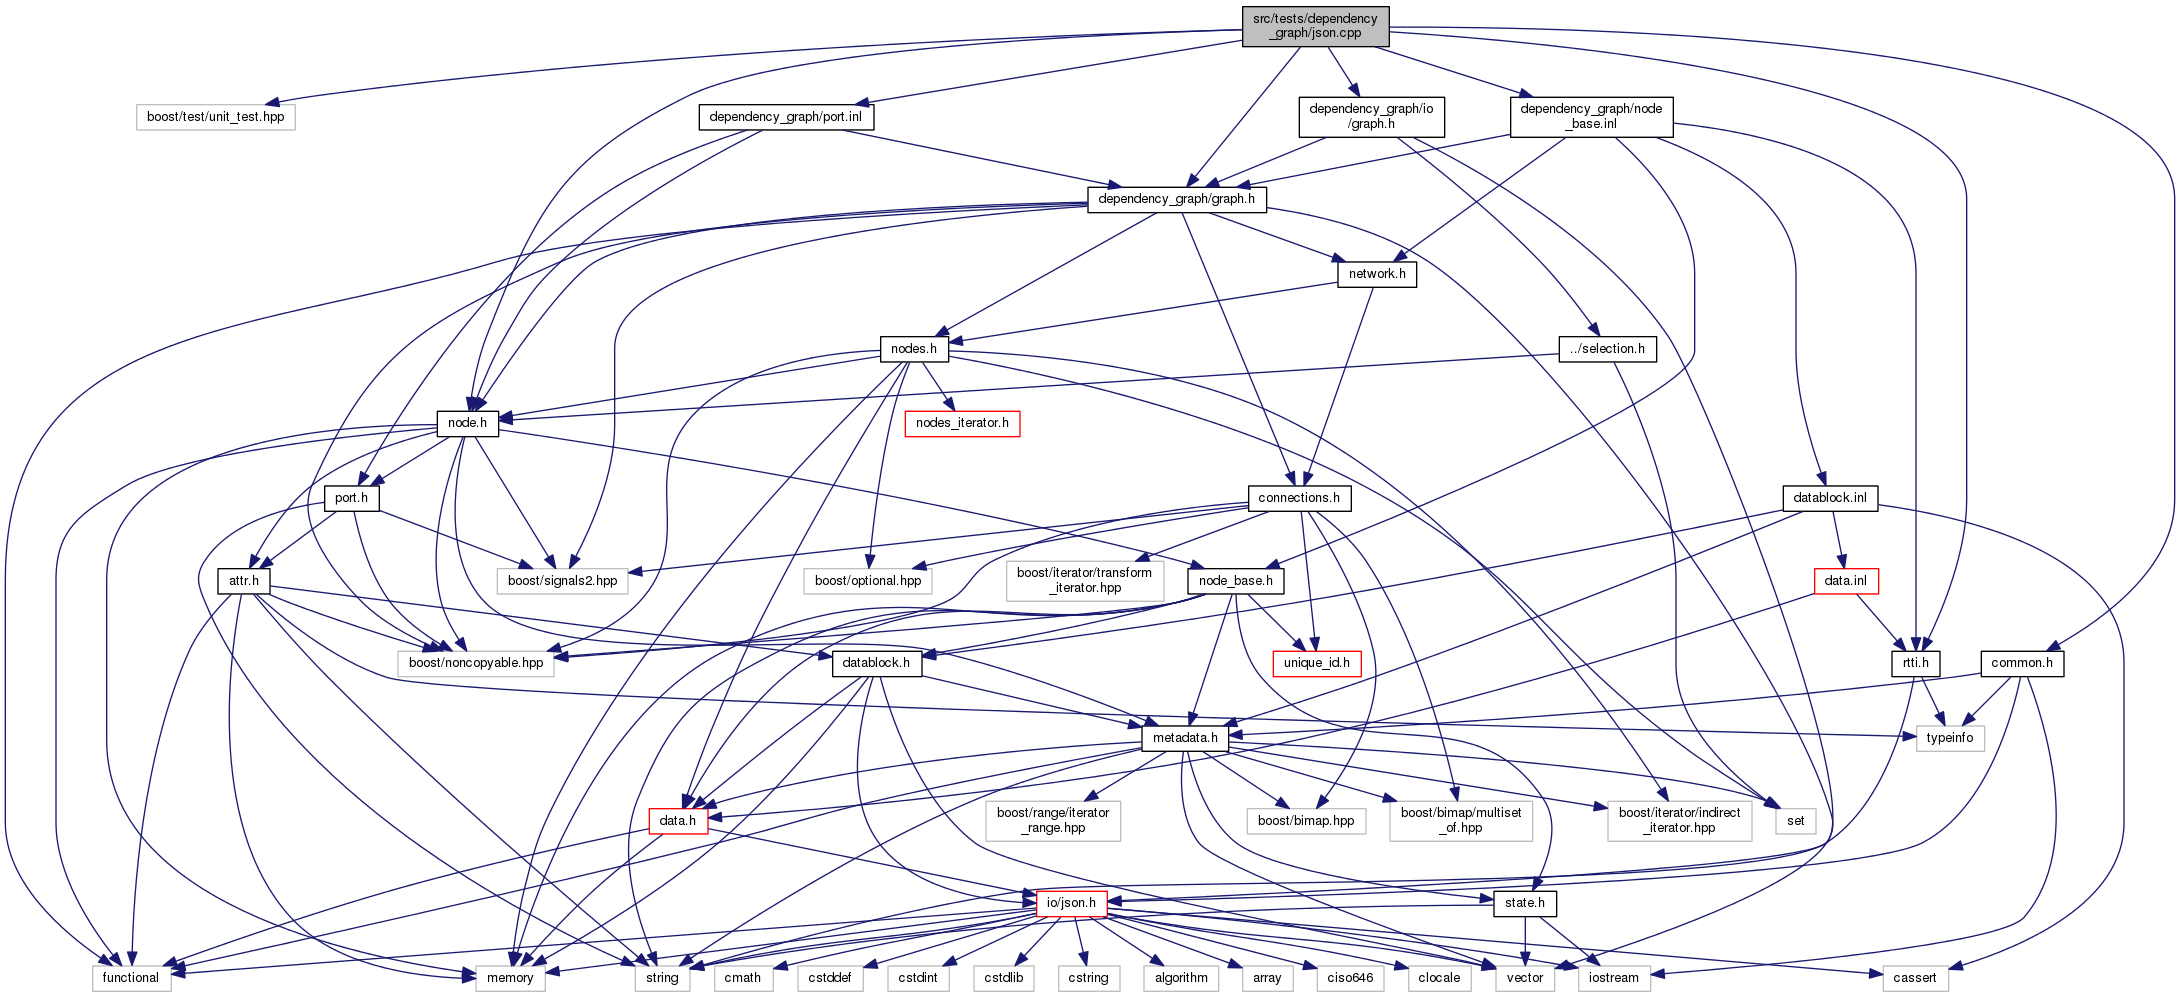 src/tests/dependency
_graph/json.cpp
boost/test/unit_test.hpp
dependency_graph/port.inl
dependency_graph/io
/graph.h
dependency_graph/node
_base.inl
dependency_graph/graph.h
network.h
nodes.h
../selection.h
node.h
nodes_iterator.h
port.h
connections.h
datablock.inl
attr.h
boost/signals2.hpp
boost/optional.hpp
boost/iterator/transform
_iterator.hpp
node_base.h
data.inl
boost/noncopyable.hpp
datablock.h
unique_id.h
rtti.h
common.h
metadata.h
typeinfo
data.h
boost/range/iterator
_range.hpp
boost/bimap.hpp
boost/bimap/multiset
_of.hpp
boost/iterator/indirect
_iterator.hpp
set
io/json.h
state.h
functional
memory
string
cmath
cstddef
cstdint
cstdlib
cstring
algorithm
array
ciso646
clocale
vector
iostream
cassert